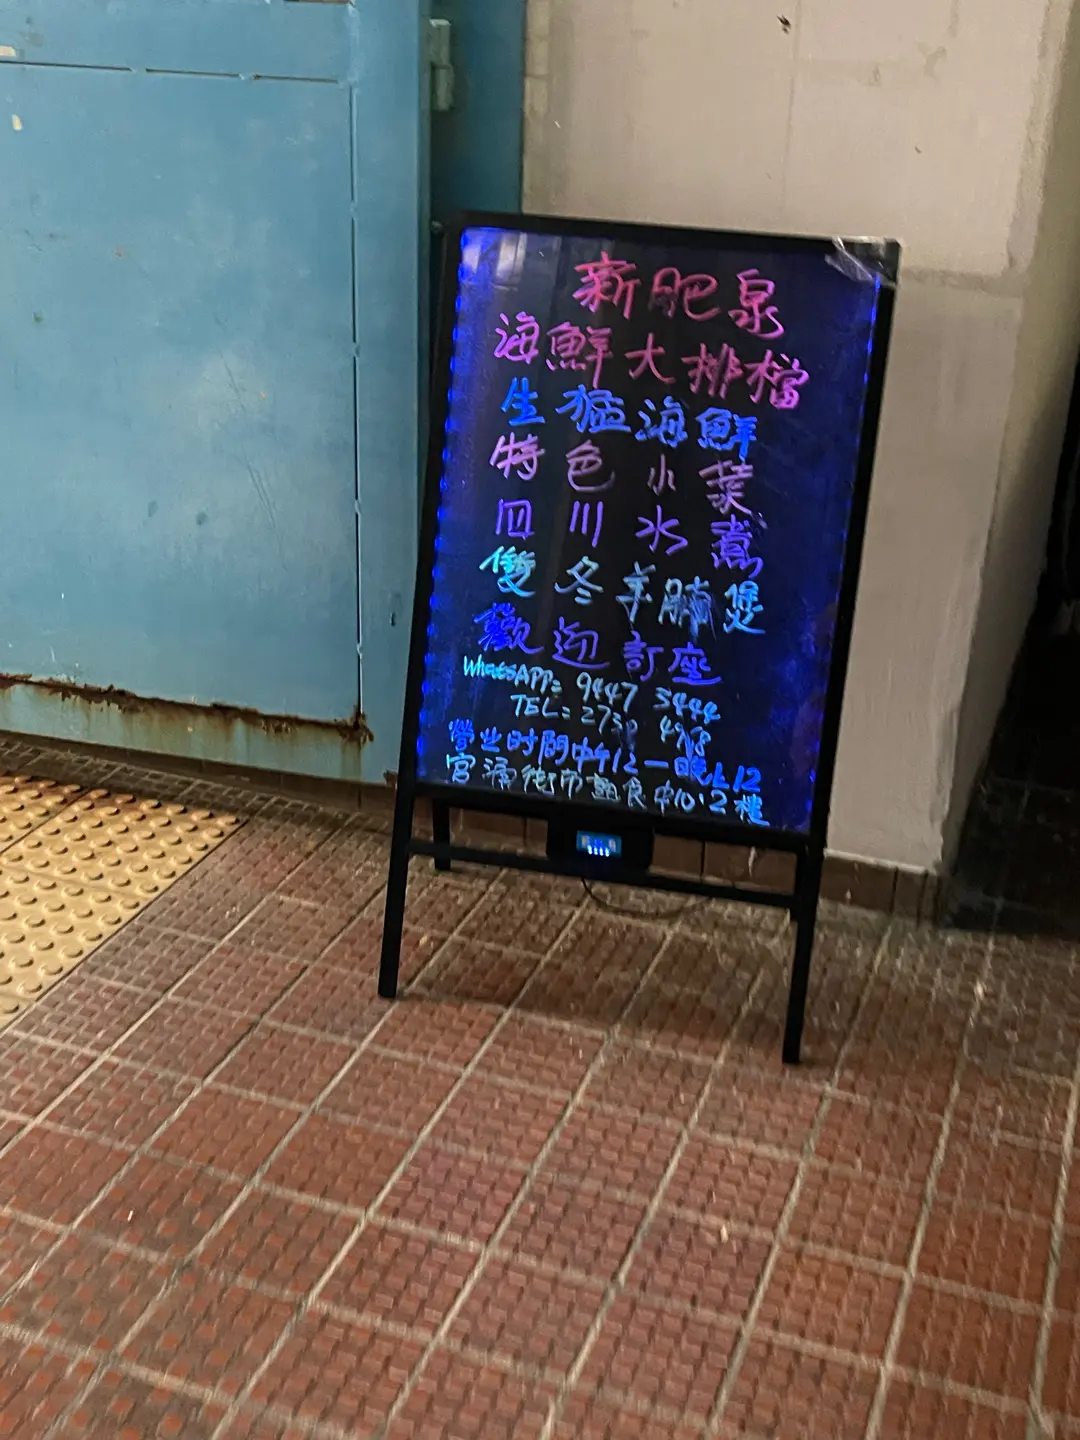 新肥泉
海鮮大排檔
生猛海鮮
特色小菜
四川水煮
雙冬羊腩煲
歡迎訂座
WhatsAPP: 9447 5444
TEL:
營业时間中午12一晚上12
官涌街市熟食中心2樓